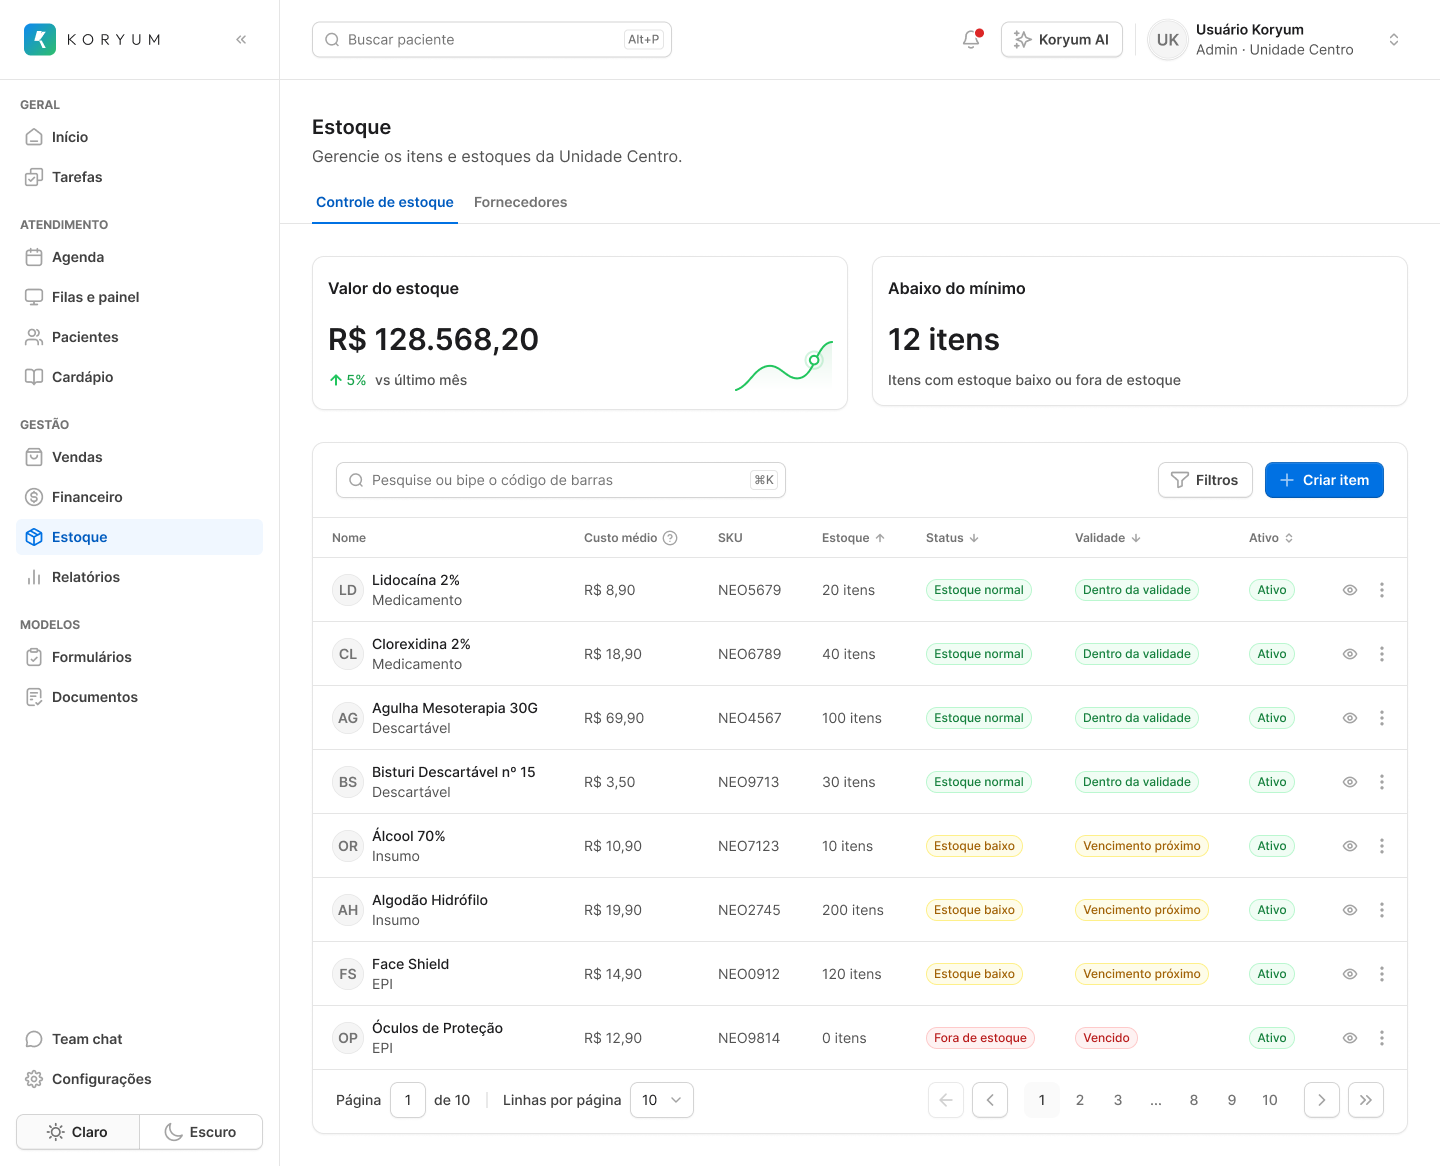 KORYUM
Buscar paciente
Alt+P
Koryum AI
UK
Usuário Koryum
Admin · Unidade Centro
GERAL
Início
Tarefas
ATENDIMENTO
Agenda
Filas e painel
Pacientes
Cardápio
GESTÃO
Vendas
Financeiro
Estoque
Relatórios
MODELOS
Formulários
Documentos
Team chat
Configurações
Claro
Escuro
Estoque
Gerencie os itens e estoques da Unidade Centro.
Controle de estoque
Fornecedores
Valor do estoque
R$ 128.568,20
5% vs último mês
Abaixo do mínimo
12 itens
Itens com estoque baixo ou fora de estoque
Pesquise ou bipe o código de barras
⌘K
Filtros
Criar item
Nome Custo médio SKU Estoque Status Validade Ativo
LD Lidocaína 2% R$ 8,90 NEO5679 20 itens Estoque normal Dentro da validade Ativo
Medicamento
CL Clorexidina 2% R$ 18,90 NEO6789 40 itens Estoque normal Dentro da validade Ativo
Medicamento
AG Agulha Mesoterapia 30G R$ 69,90 NEO4567 100 itens Estoque normal Dentro da validade Ativo
Descartável
BS Bisturi Descartável nº 15 R$ 3,50 NEO9713 30 itens Estoque normal Dentro da validade Ativo
Descartável
OR Álcool 70% R$ 10,90 NEO7123 10 itens Estoque baixo Vencimento próximo Ativo
Insumo
AH Algodão Hidrófilo R$ 19,90 NEO2745 200 itens Estoque baixo Vencimento próximo Ativo
Insumo
FS Face Shield R$ 14,90 NEO0912 120 itens Estoque baixo Vencimento próximo Ativo
EPI
OP Óculos de Proteção R$ 12,90 NEO9814 0 itens Fora de estoque Vencido Ativo
EPI
Página 1 de 10 Linhas por página 10 1 2 3 ... 8 9 10